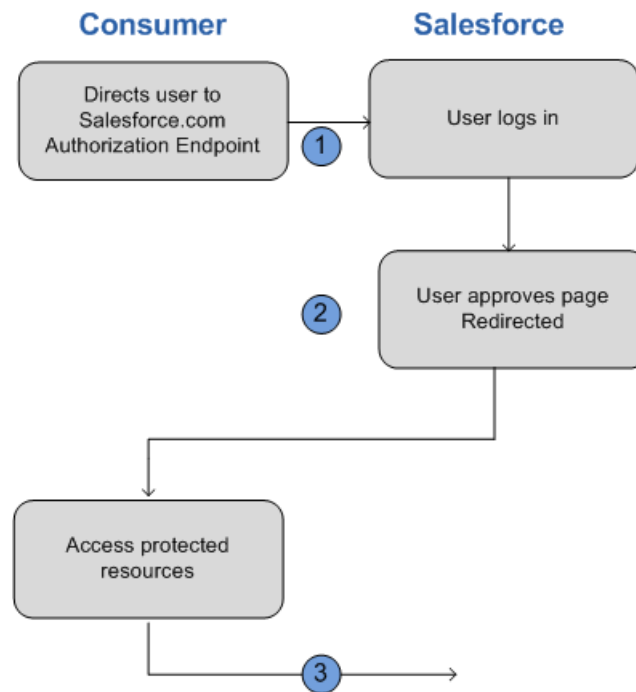 Consumer
Salesforce
Directs user to
Salesforce.com
Authorization Endpoint
1
User logs in
2
User approves page
Redirected
Access protected
resources
3